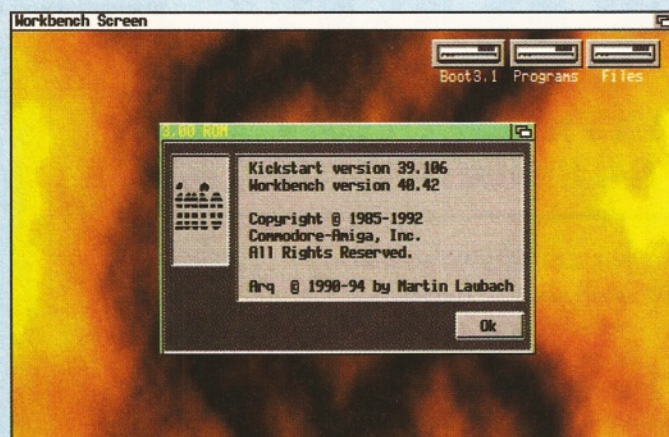 Workbench Screen
Boot3.1 Programs Files
3.00 ROM
Kickstart version 39.106
Workbench version 40.42
Copyright © 1985-1992
Commodore-Amiga, Inc.
All Rights Reserved.
Arq © 1990-94 by Martin Laubach
Ok